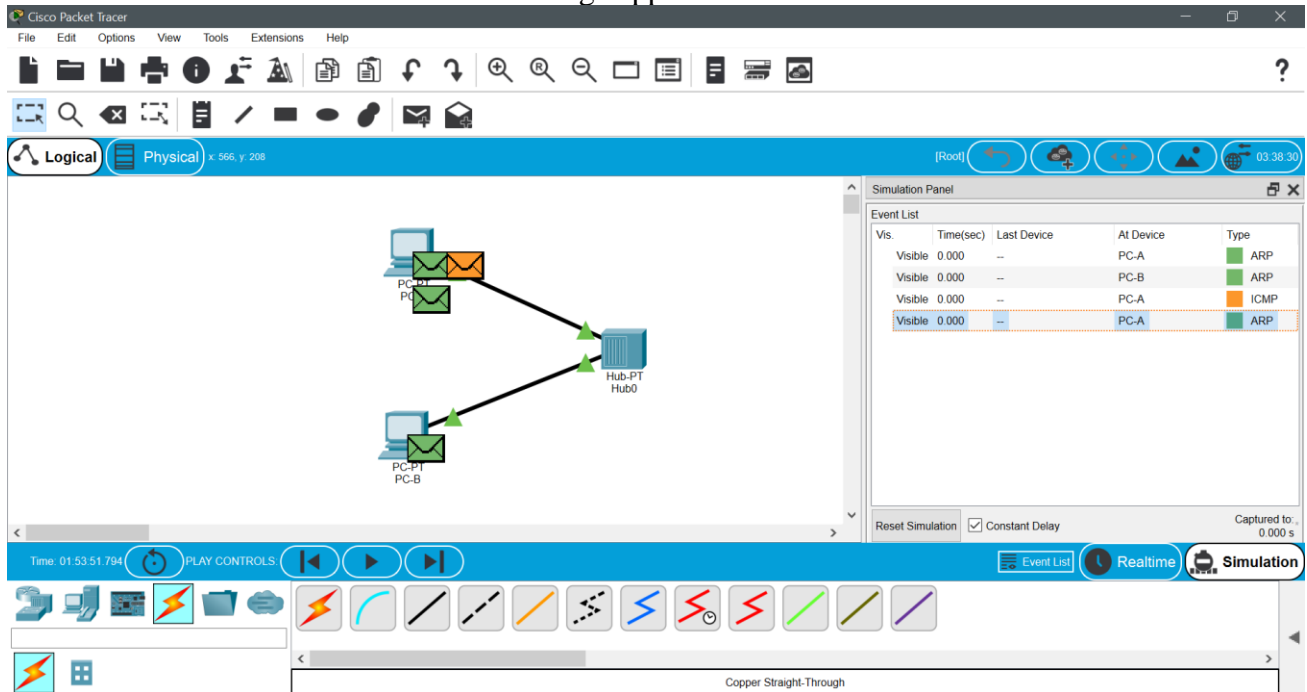 Cisco Packet Tracer
File Edit Options View Tools Extensions Help
?
Logical Physical x: 566, y: 208 [Root] 03:38:30
Simulation Panel
Event List
Vis. Time(sec) Last Device At Device Type
Visible 0.000 -- PC-A ARP
Visible 0.000 -- PC-B ARP
Visible 0.000 -- PC-A ICMP
Visible 0.000 -- PC-A ARP
Hub-PT
Hub0
PC-PT
PC-B
Reset Simulation Constant Delay Captured to:
0.000 s
Time: 01:53:51.794 PLAY CONTROLS: Event List Realtime Simulation
Copper Straight-Through